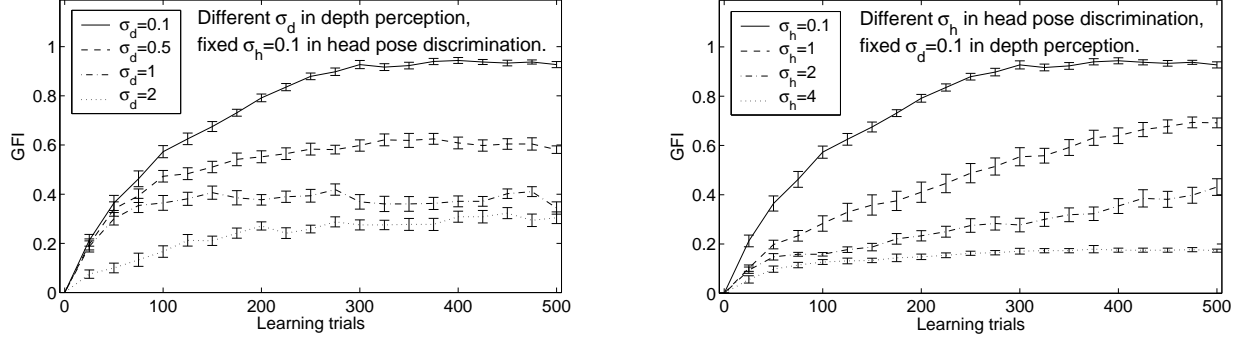 σd=0.1
σd=0.5
σd=1
σd=2
Different σd in depth perception,
fixed σh=0.1 in head pose discrimination.
1
0.8
0.6
0.4
0.2
0
GFI
0 100 200 300 400 500
Learning trials
σh=0.1
σh=1
σh=2
σh=4
Different σh in head pose discrimination,
fixed σd=0.1 in depth perception.
1
0.8
0.6
0.4
0.2
0
GFI
0 100 200 300 400 500
Learning trials